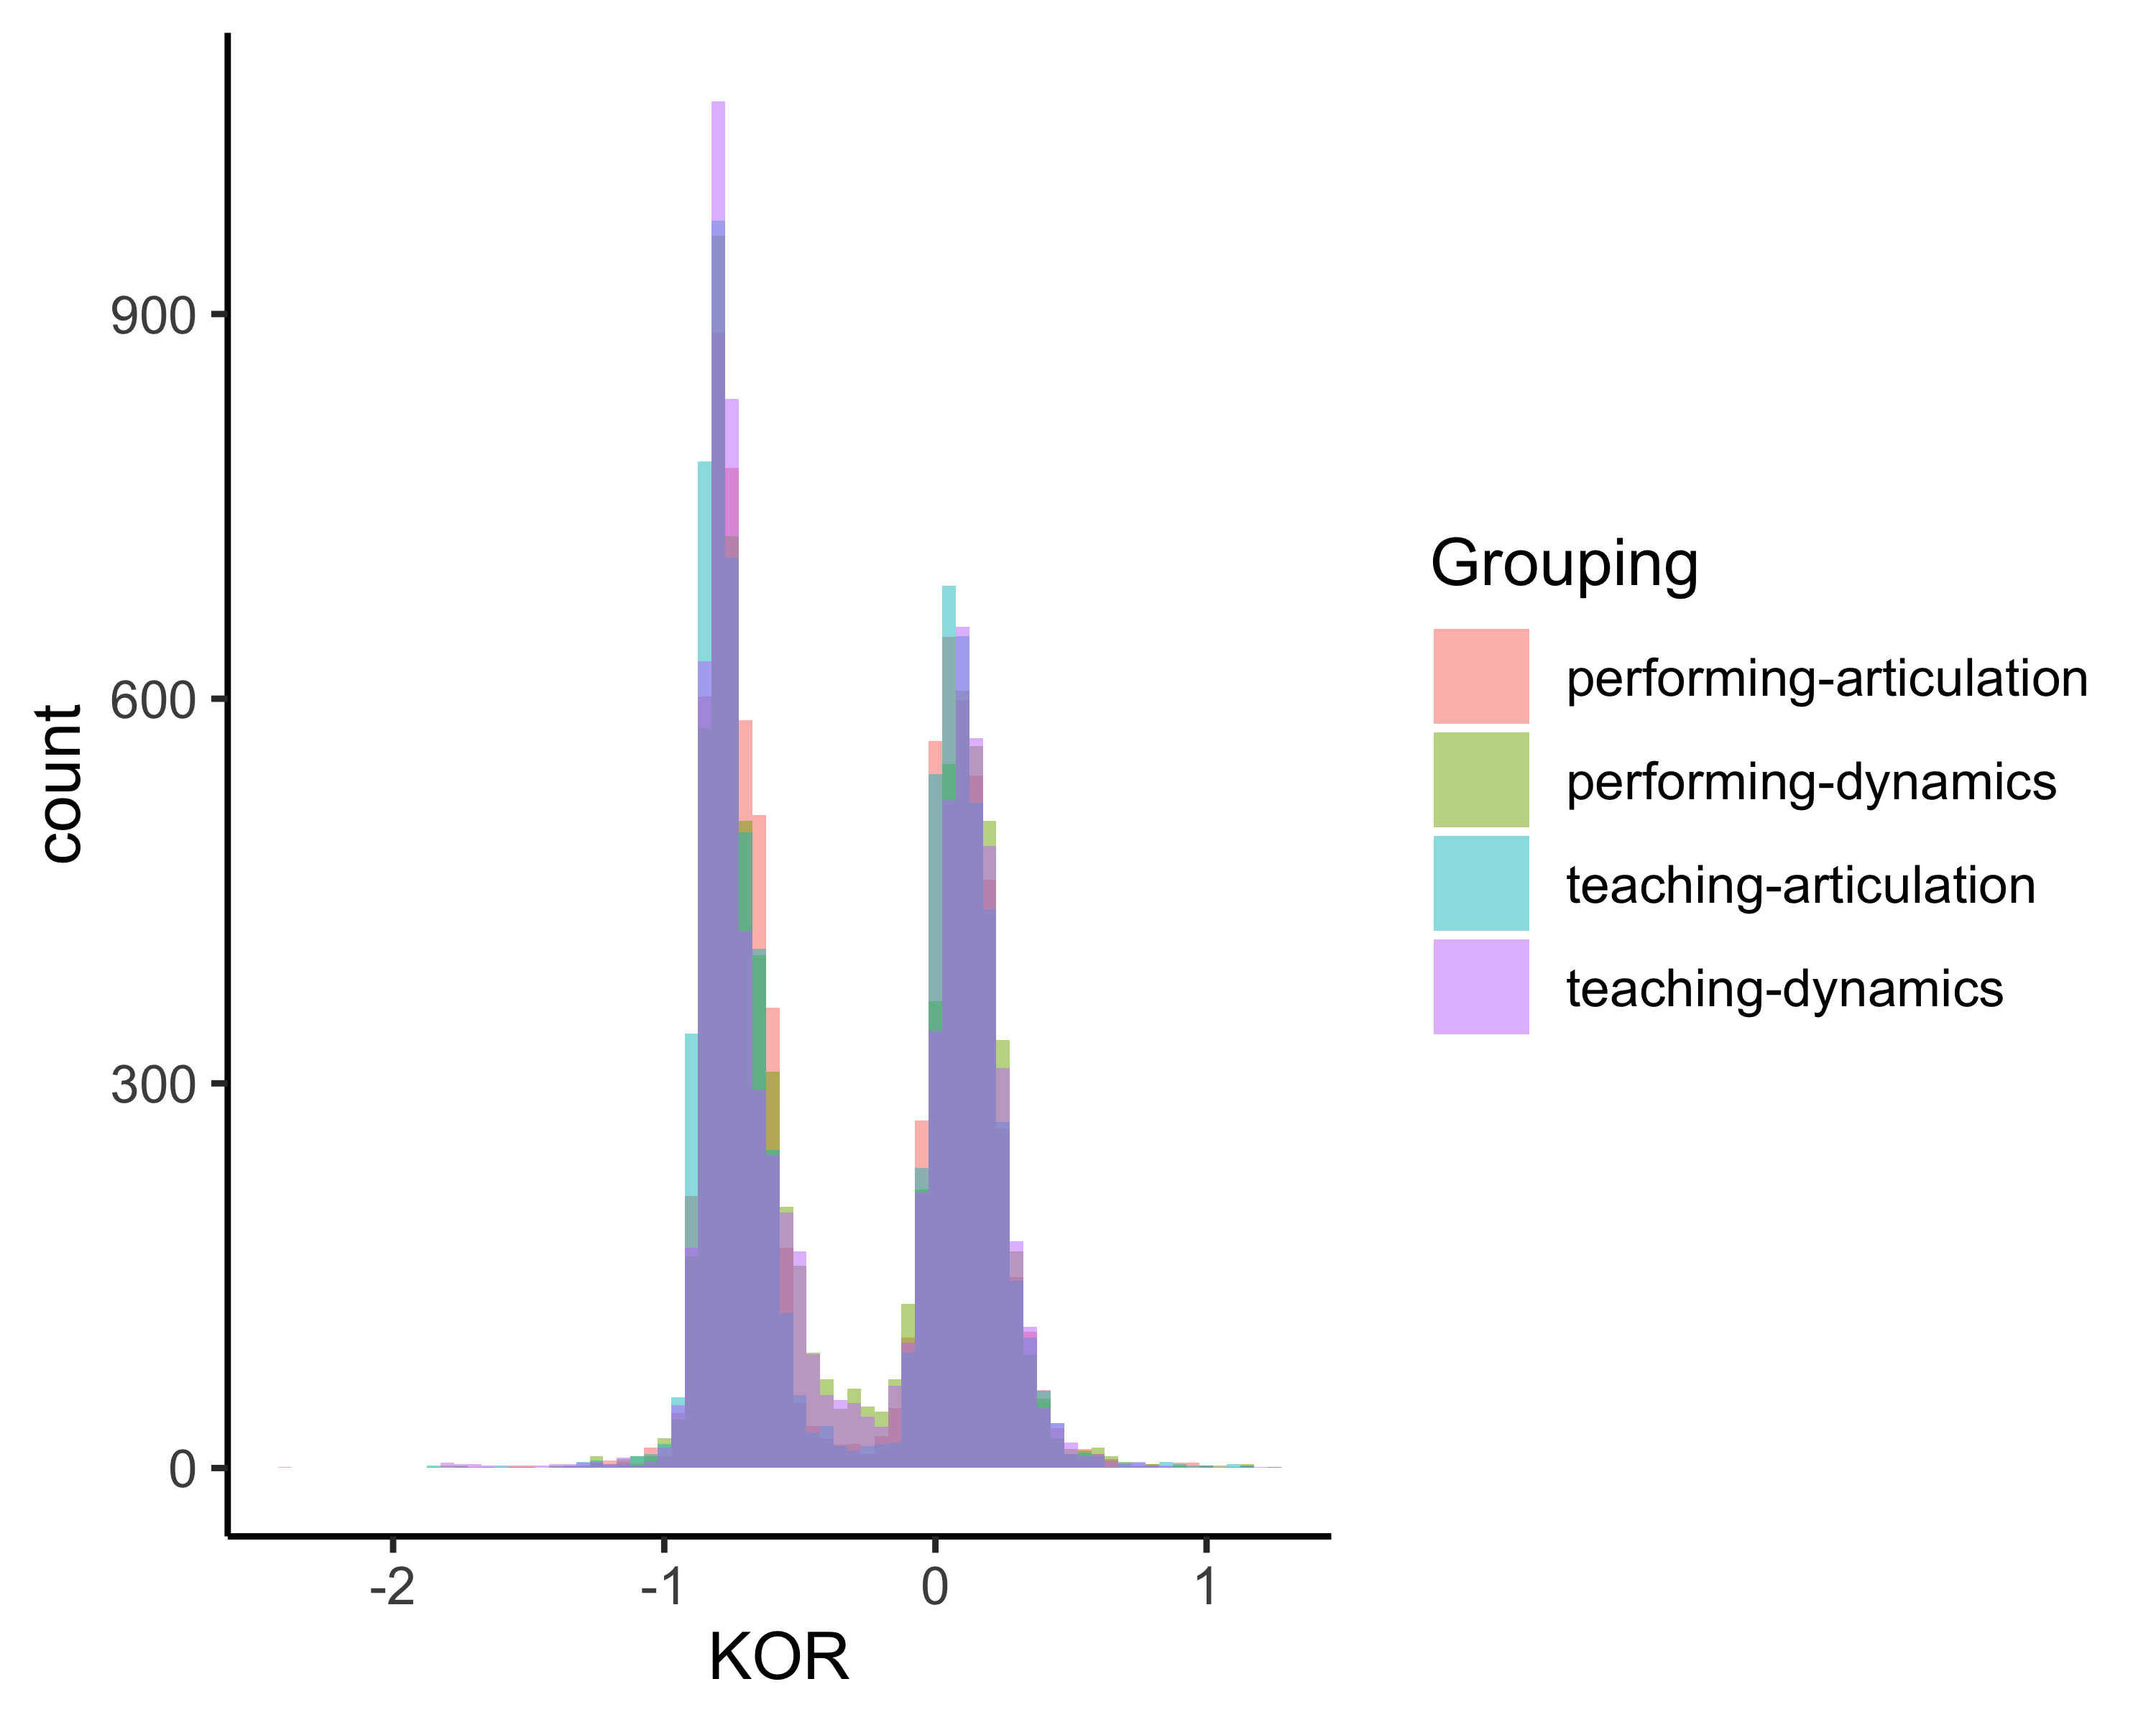 count
900
600
300
0
-2
-1
0
1
KOR
Grouping
performing-articulation
performing-dynamics
teaching-articulation
teaching-dynamics